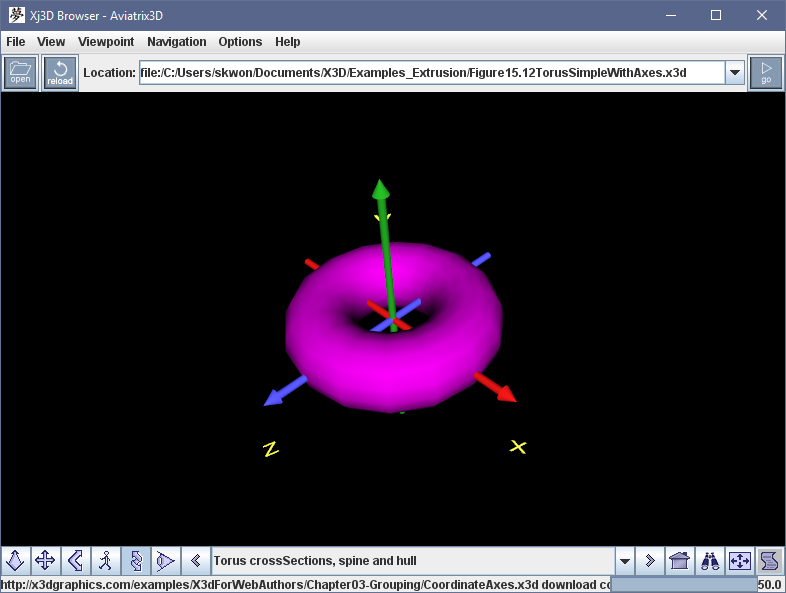 Xj3D Browser - Aviatrix3D
File View Viewpoint Navigation Options Help
open reload Location: file:/C:/Users/skwon/Documents/X3D/Examples_Extrusion/Figure15.12TorusSimpleWithAxes.x3d go
Y
Z X
Torus crossSections, spine and hull
http://x3dgraphics.com/examples/X3dForWebAuthors/Chapter03-Grouping/CoordinateAxes.x3d download co 50.0